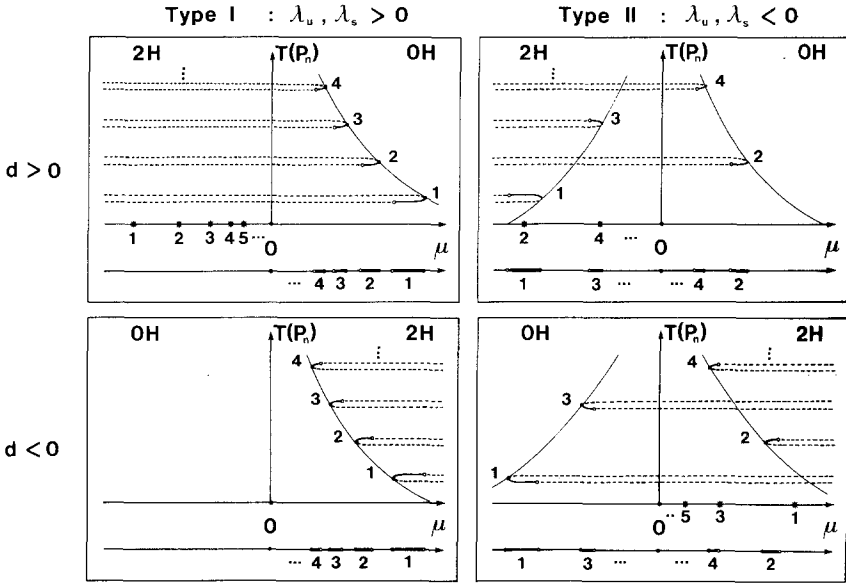 Type I : λu, λs > 0
Type II : λu, λs < 0
d > 0
2H T(Pn) 0H
⋮
4
3
2
1
1 2 3 4 5 ··· 0 μ
··· 4 3 2 1
2H T(Pn) 0H
⋮
4
3
2
1
2 4 ··· 0 μ
1 3 ··· ··· 4 2
d < 0
0H T(Pn) 2H
⋮
4
3
2
1
0 μ
··· 4 3 2 1
0H T(Pn) 2H
⋮
4
3
2
1
0 ·· 5 3 1 μ
1 3 ··· ··· 4 2